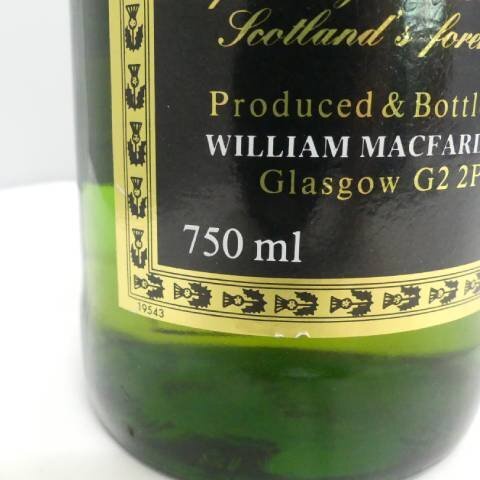 Scotland's fore
Produced & Bottl
WILLIAM MACFARL
Glasgow G2 2P
750 ml
19543